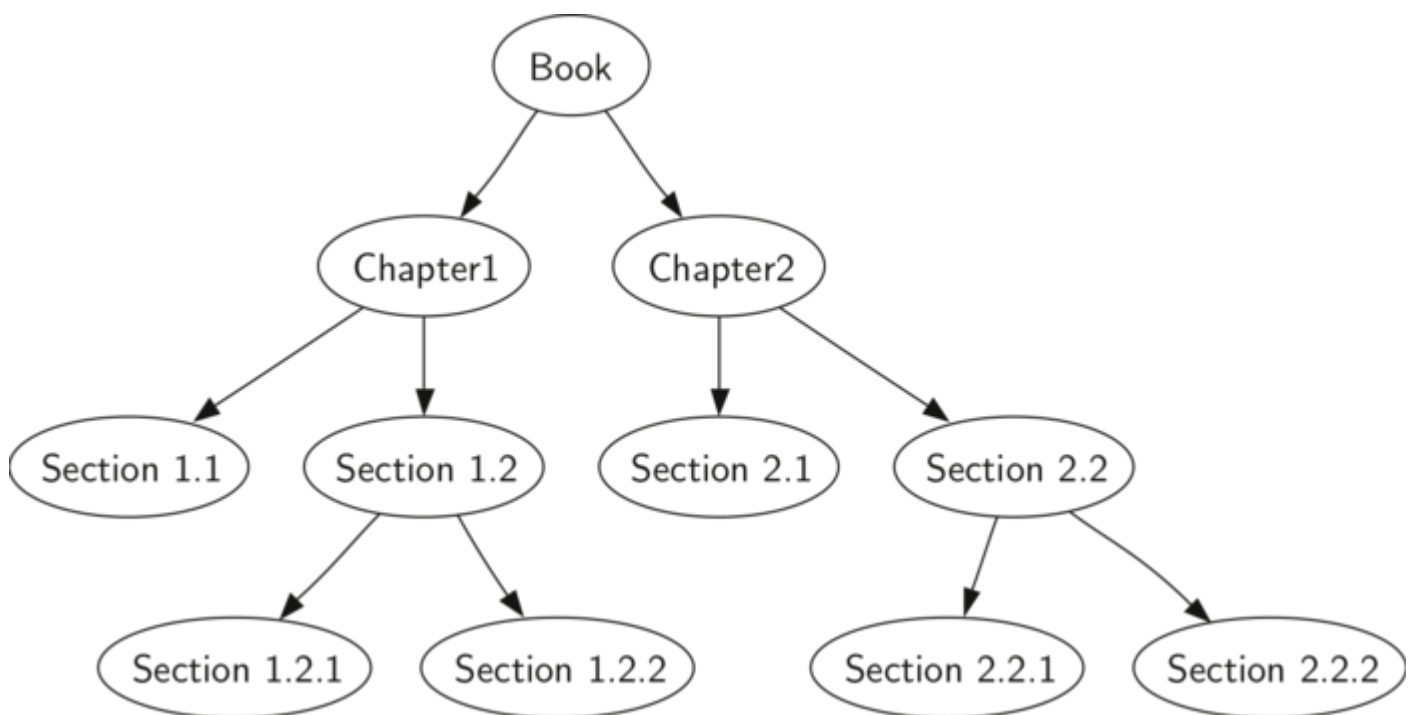 Book
Chapter1
Chapter2
Section 1.1
Section 1.2
Section 2.1
Section 2.2
Section 1.2.1
Section 1.2.2
Section 2.2.1
Section 2.2.2